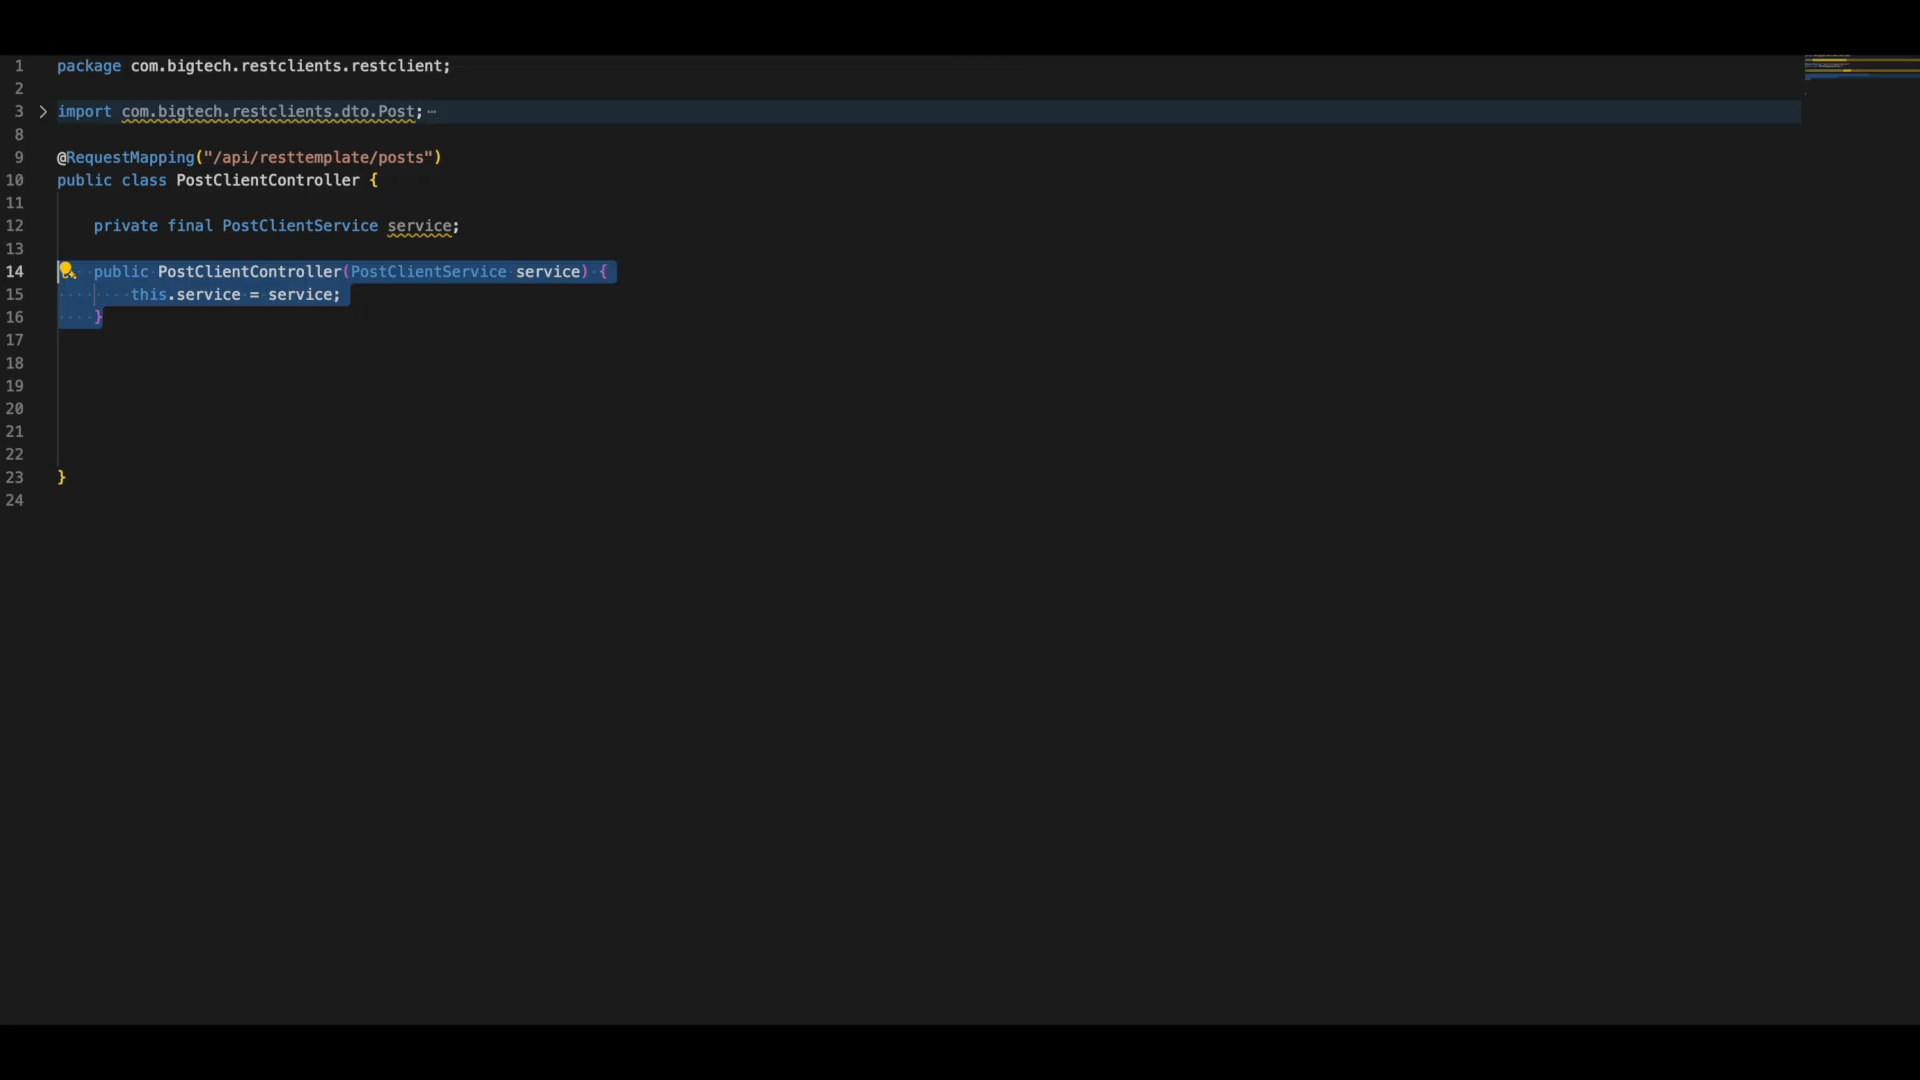 1 package com.bigtech.restclients.restclient;
2
3 import com.bigtech.restclients.dto.Post; ⋯
8
9 @RequestMapping("/api/resttemplate/posts")
10 public class PostClientController {
11
12 private final PostClientService service;
13
14 public PostClientController(PostClientService service) {
15 this.service = service;
16 }
17
18
19
20
21
22
23 }
24